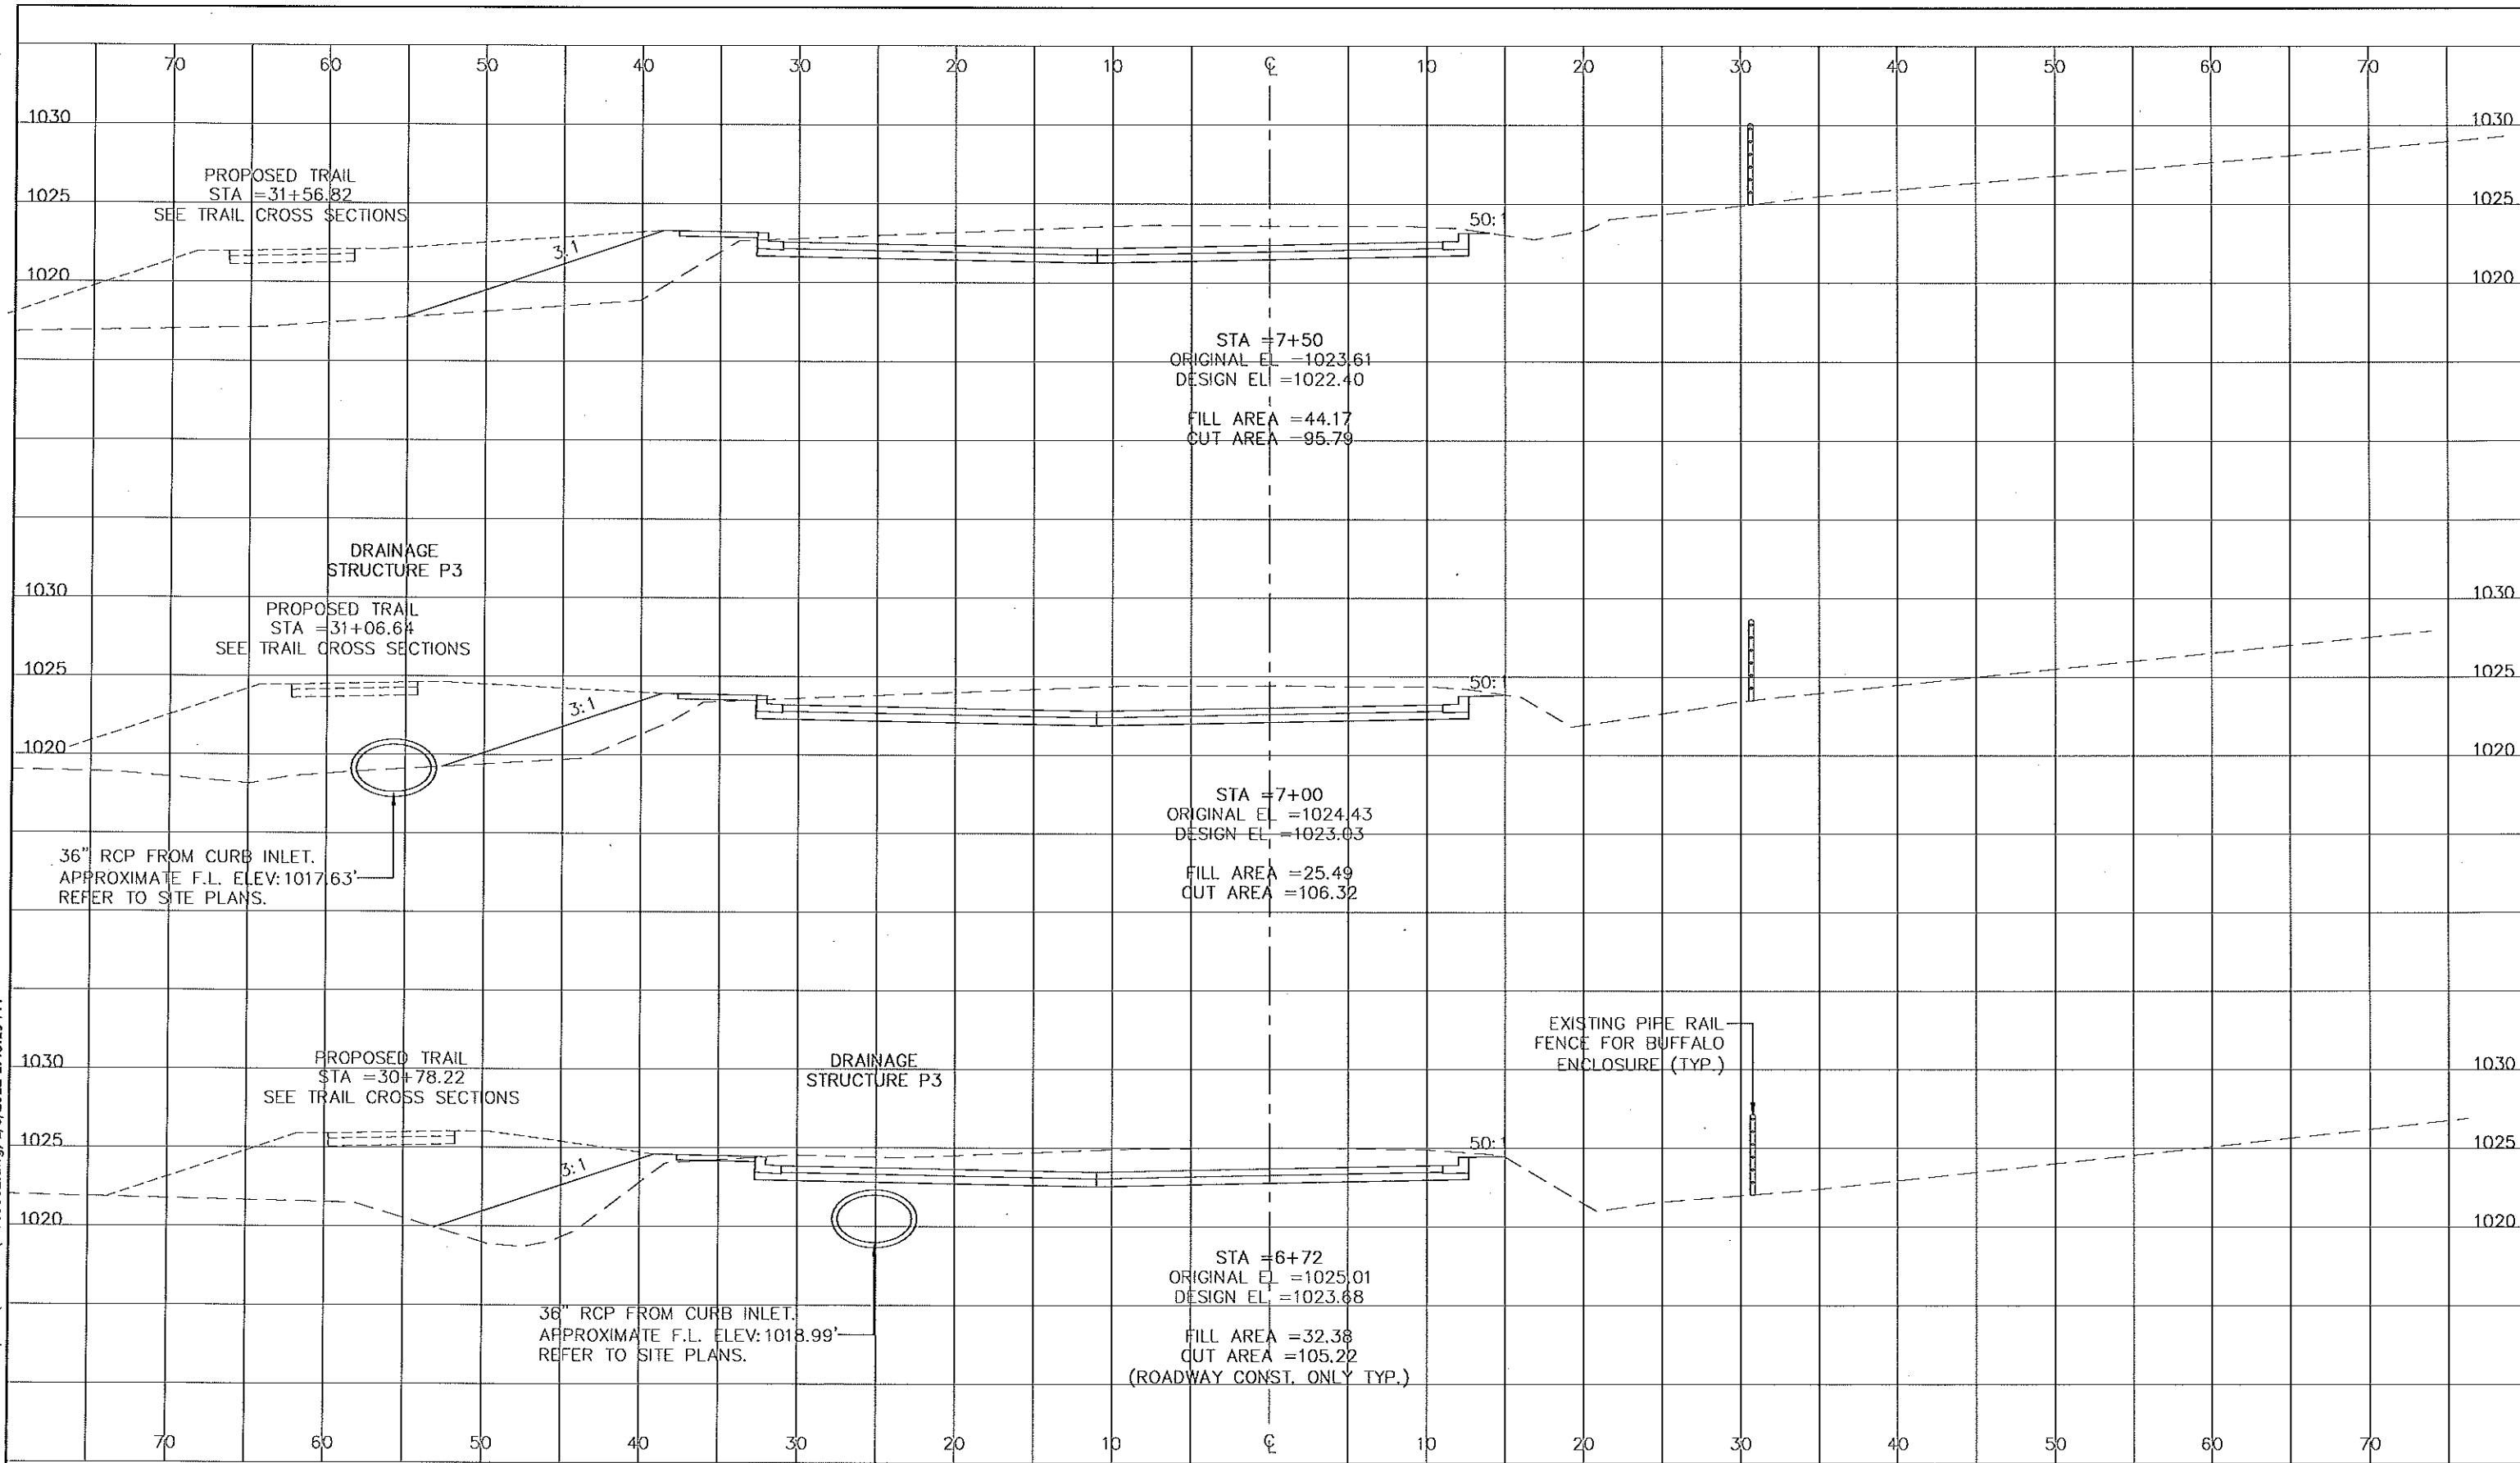 70 60 50 40 30 20 10 ℄ 10 20 30 40 50 60 70
1030 1030
PROPOSED TRAIL
STA =31+56.82
SEE TRAIL CROSS SECTIONS
1025 1025
50:1
3:1
1020 1020
STA =7+50
ORIGINAL EL =1023.61
DESIGN EL =1022.40
FILL AREA =44.17
CUT AREA =95.79
DRAINAGE
STRUCTURE P3
1030 1030
PROPOSED TRAIL
STA =31+06.64
SEE TRAIL CROSS SECTIONS
1025 1025
50:1
3:1
1020 1020
STA =7+00
ORIGINAL EL =1024.43
DESIGN EL =1023.03
36" RCP FROM CURB INLET.
APPROXIMATE F.L. ELEV:1017.63'
REFER TO SITE PLANS.
FILL AREA =25.49
CUT AREA =106.32
EXISTING PIPE RAIL
FENCE FOR BUFFALO
ENCLOSURE (TYP.)
1030 1030
PROPOSED TRAIL
STA =30+78.22
SEE TRAIL CROSS SECTIONS
DRAINAGE
STRUCTURE P3
1025 1025
50:1
3:1
1020 1020
STA =6+72
ORIGINAL EL =1025.01
DESIGN EL =1023.68
36" RCP FROM CURB INLET.
APPROXIMATE F.L. ELEV:1018.99'
REFER TO SITE PLANS.
FILL AREA =32.38
CUT AREA =105.22
(ROADWAY CONST. ONLY TYP.)
70 60 50 40 30 20 10 ℄ 10 20 30 40 50 60 70